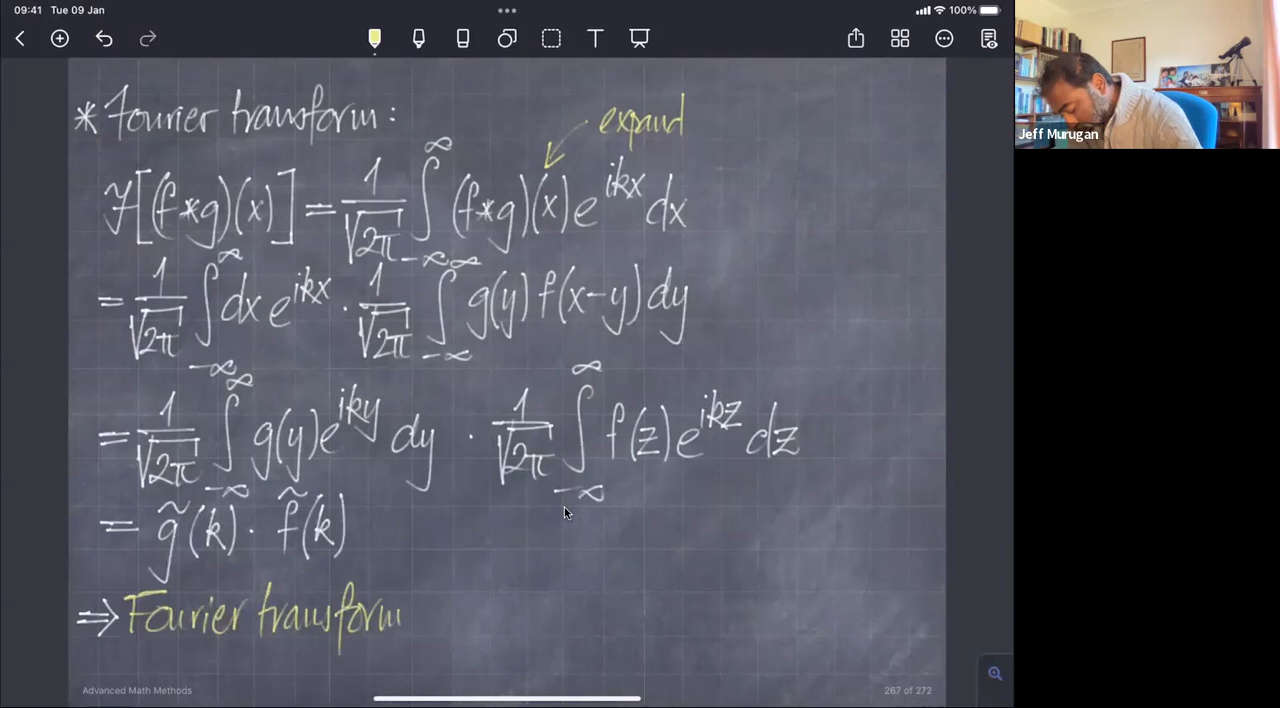 09:41 Tue 09 Jan
100%
* Fourier transform:
expand
ℱ[(f*g)(x)] = 1/√2π ∫_{-∞}^{∞} (f*g)(x) e^{ikx} dx
= 1/√2π ∫_{-∞}^{∞} dx e^{ikx} · 1/√2π ∫_{-∞}^{∞} g(y) f(x-y) dy
= 1/√2π ∫_{-∞}^{∞} g(y) e^{iky} dy · 1/√2π ∫_{-∞}^{∞} f(z) e^{ikz} dz
= g̃(k) · f̃(k)
⇒ Fourier transform
Advanced Math Methods
267 of 272
Jeff Murugan